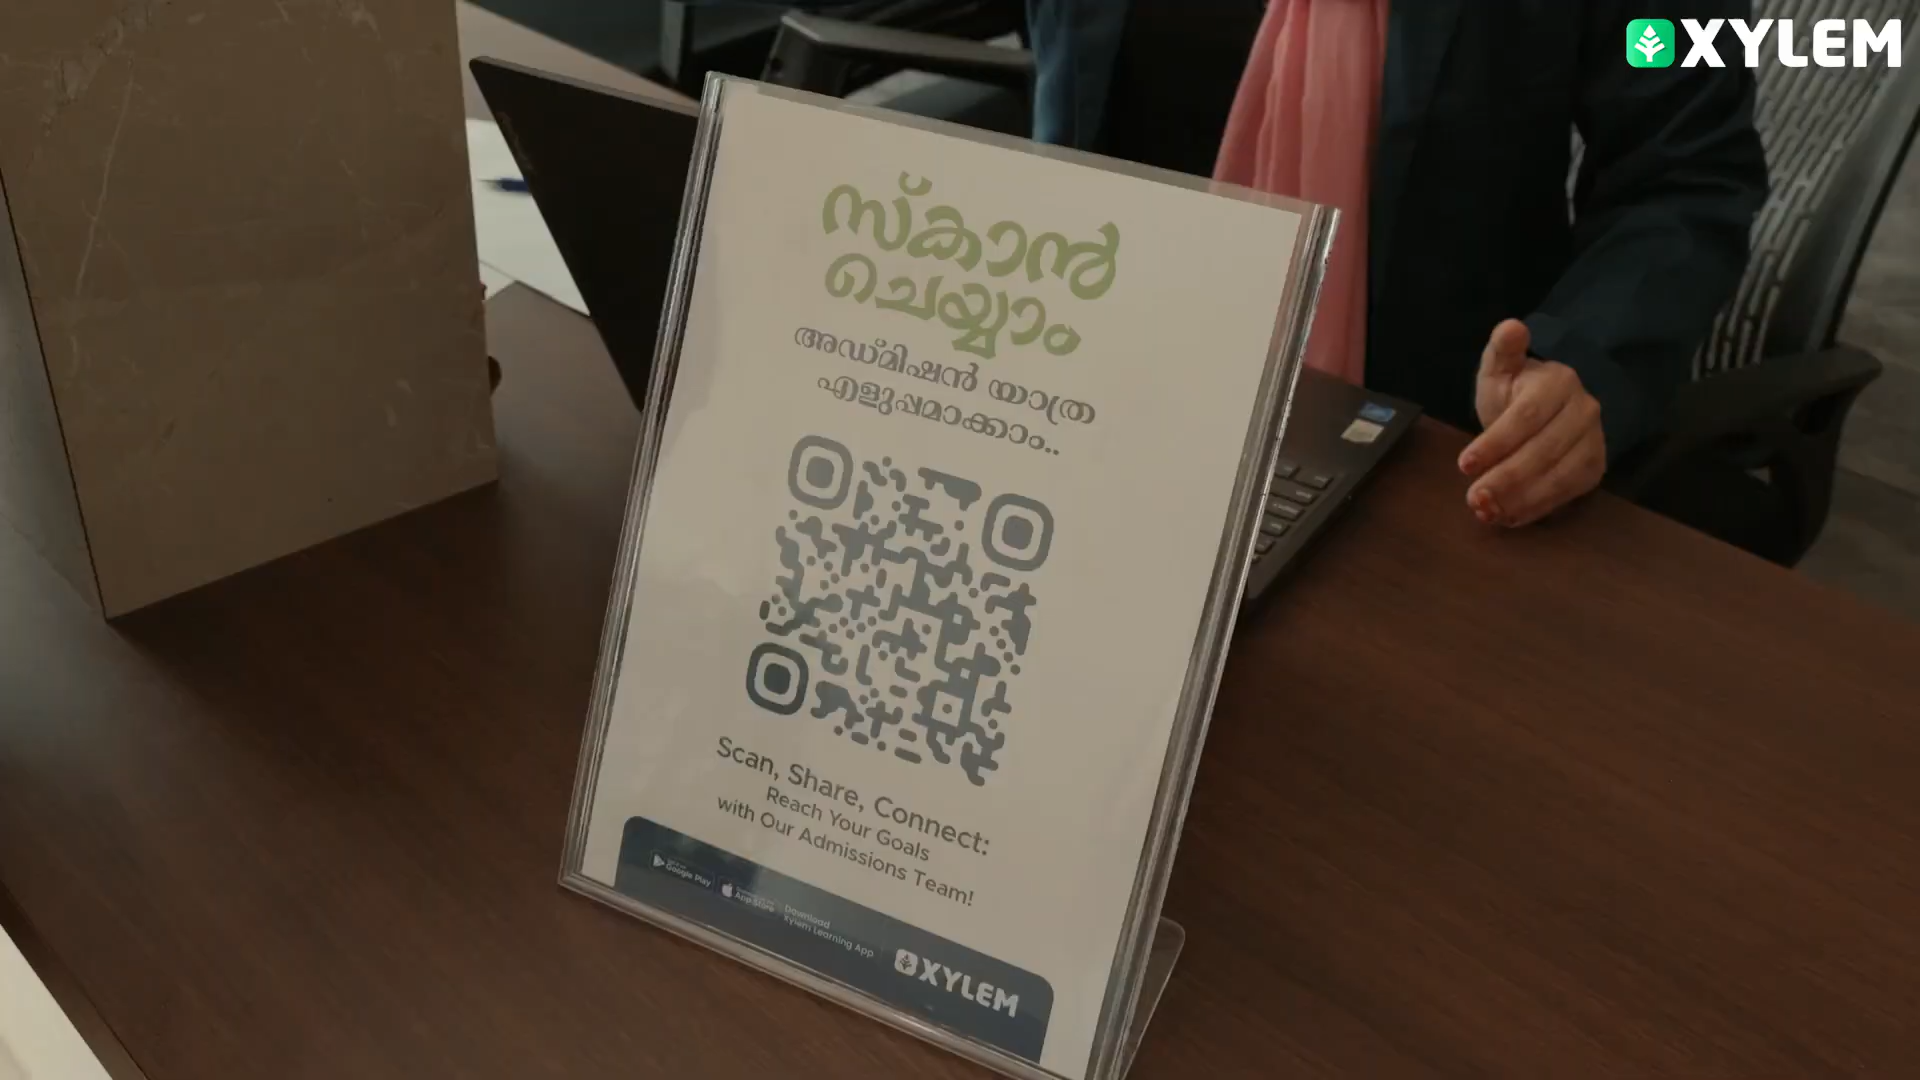 XYLEM
സ്കാൻ
ചെയ്യാം
അഡ്മിഷൻ യാത്ര
എളുപ്പമാക്കാം..
Scan, Share, Connect:
Reach Your Goals
with Our Admissions Team!
Google Play
App Store
Download
Xylem Learning App
XYLEM